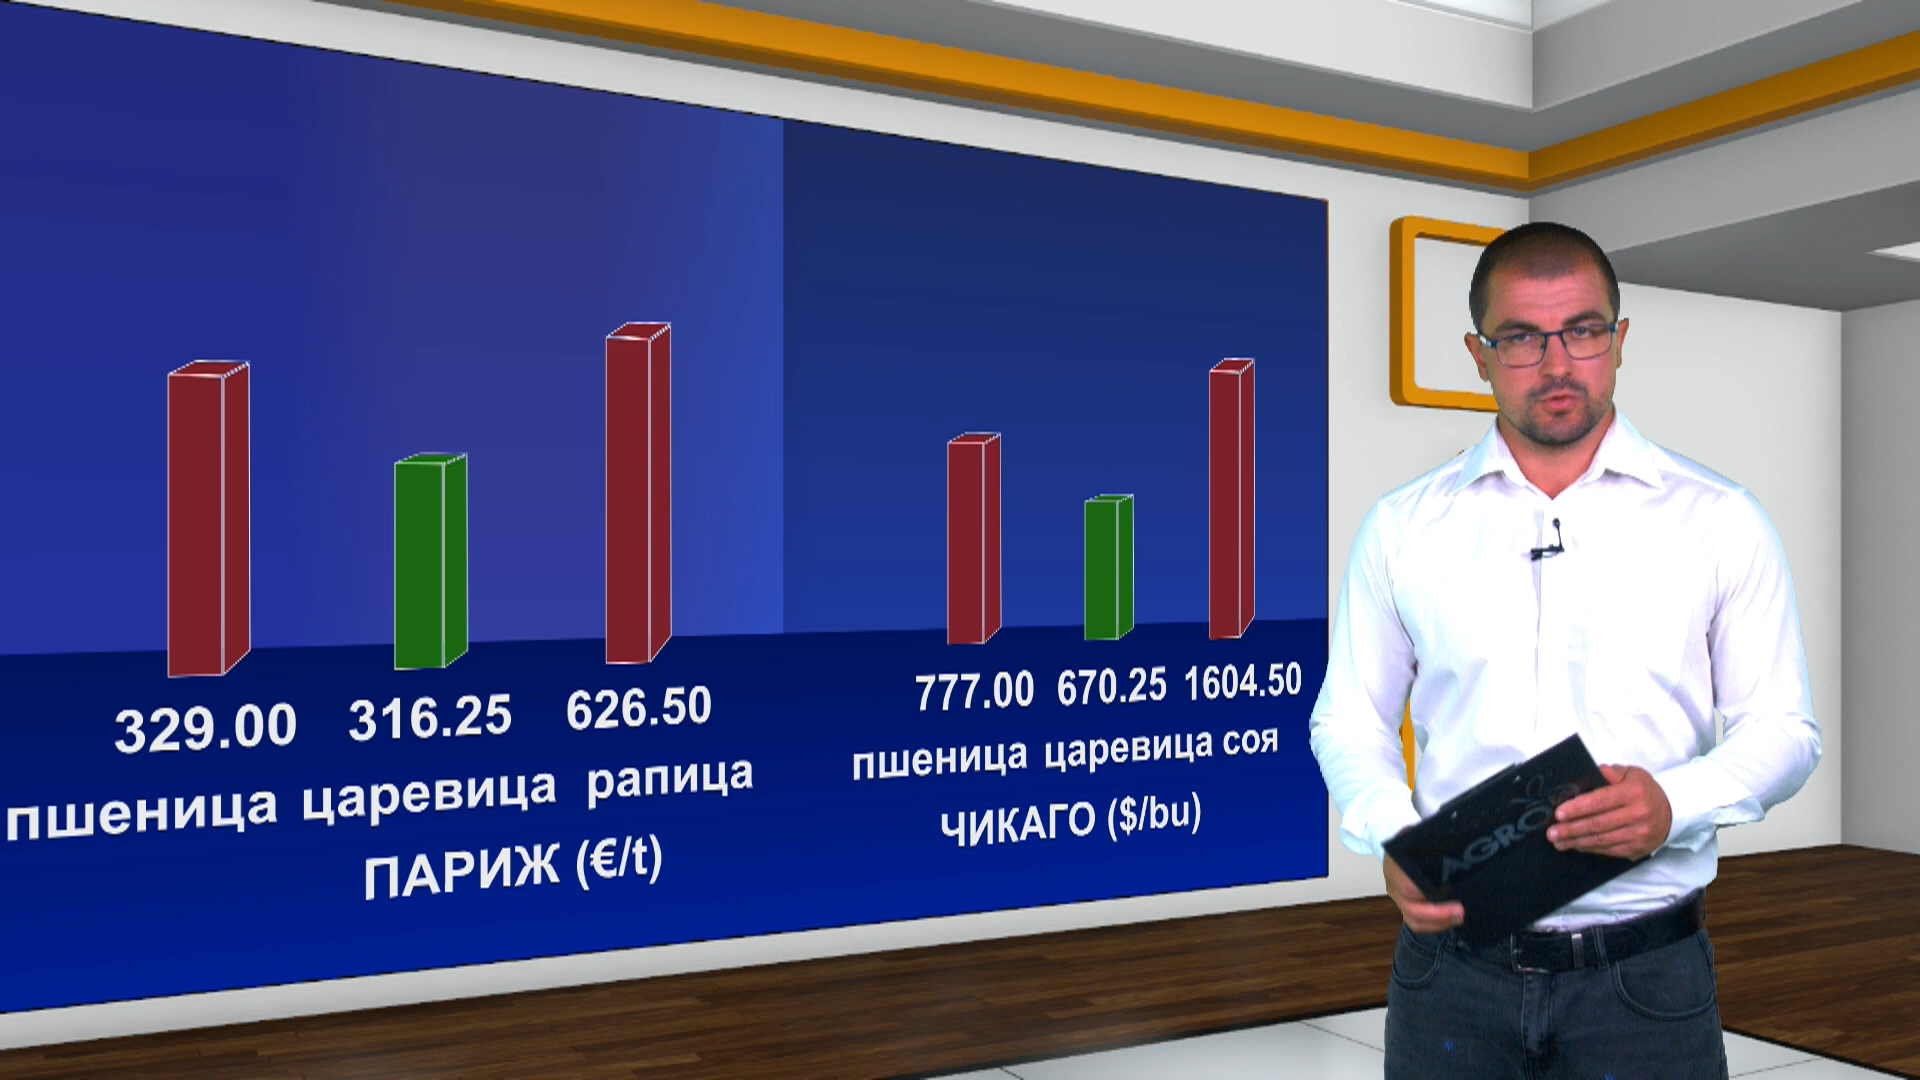 329.00 316.25 626.50
пшеница царевица рапица
ПАРИЖ (€/t)
777.00 670.25 1604.50
пшеница царевица соя
ЧИКАГО ($/bu)
AGRO